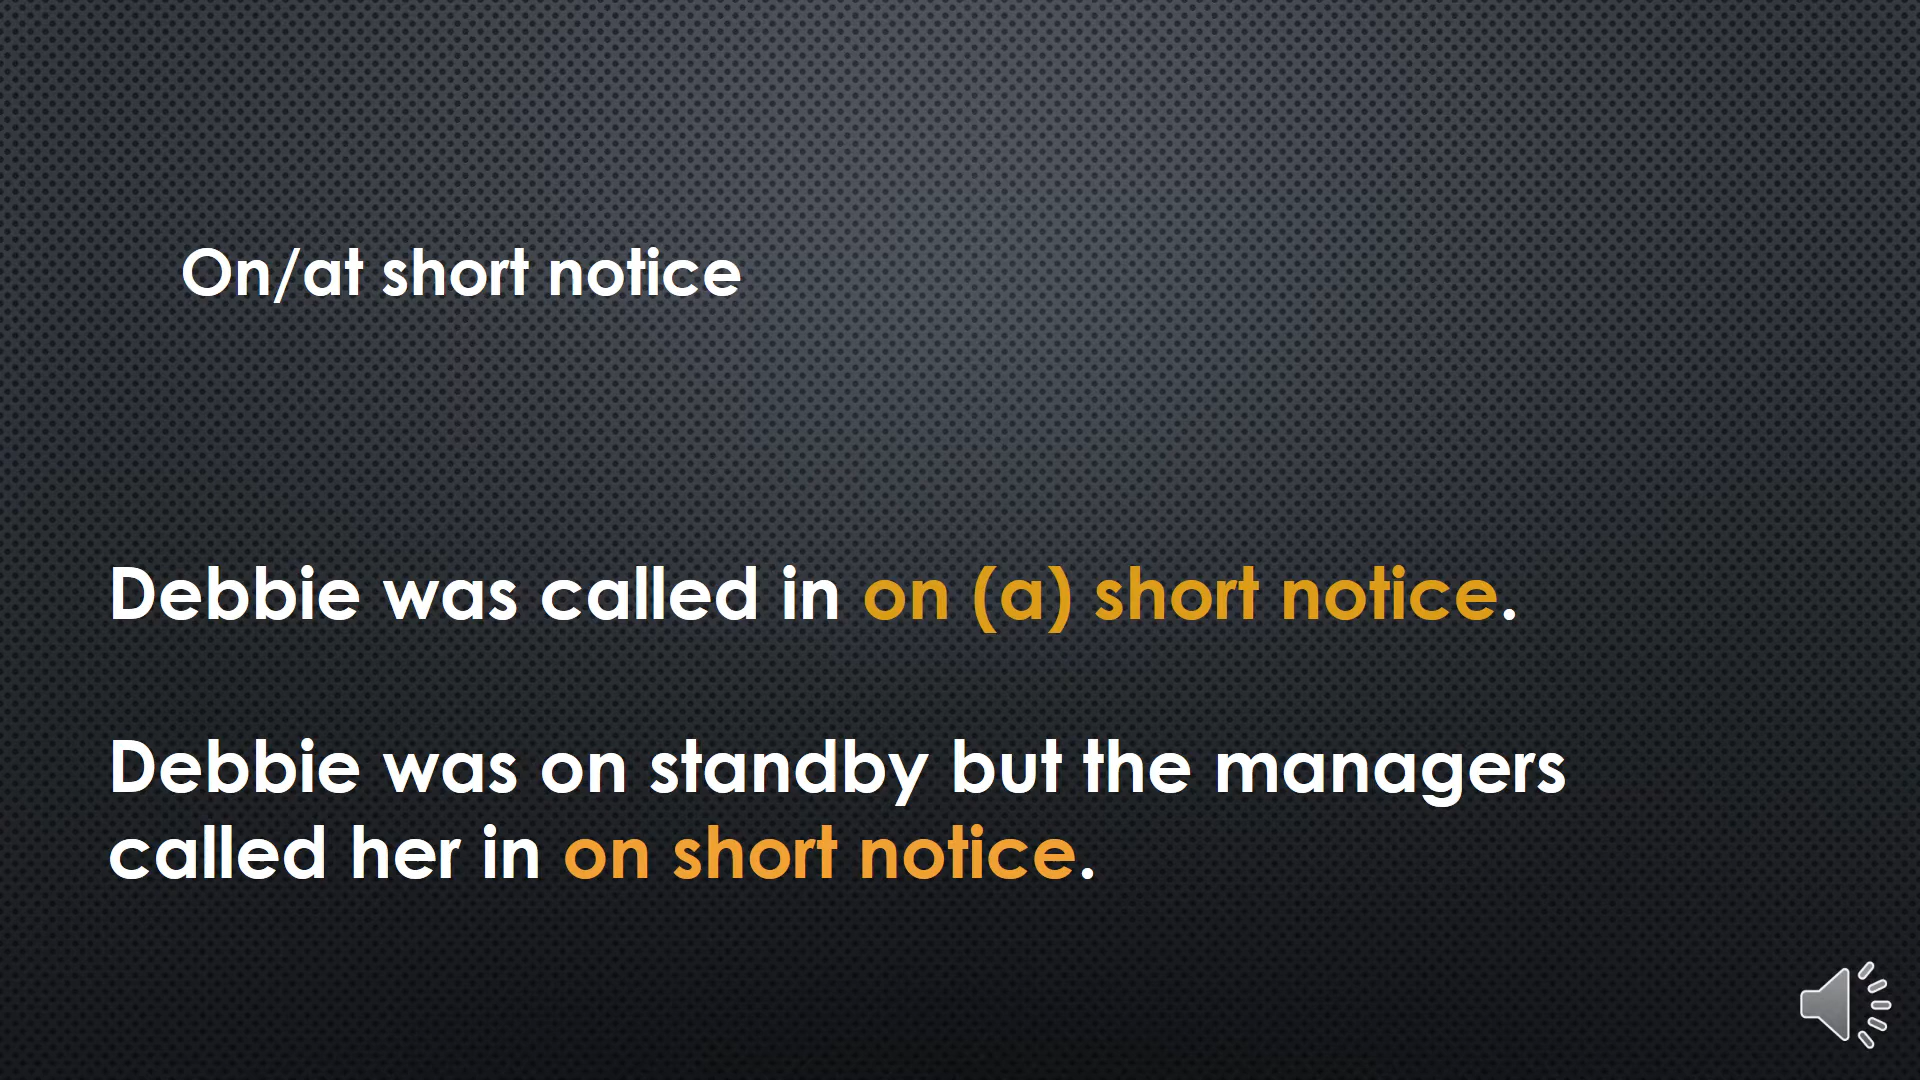 On/at short notice
Debbie was called in on (a) short notice.
Debbie was on standby but the managers
called her in on short notice.